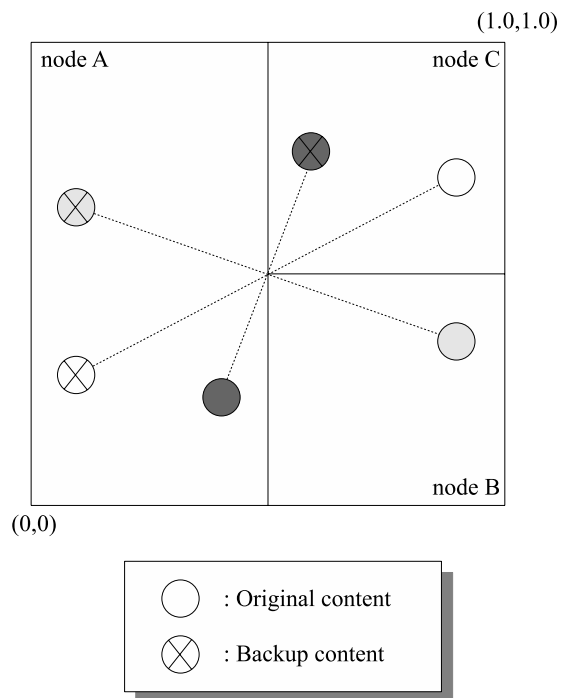 (1.0,1.0)
node A
node C
node B
(0,0)
: Original content
: Backup content